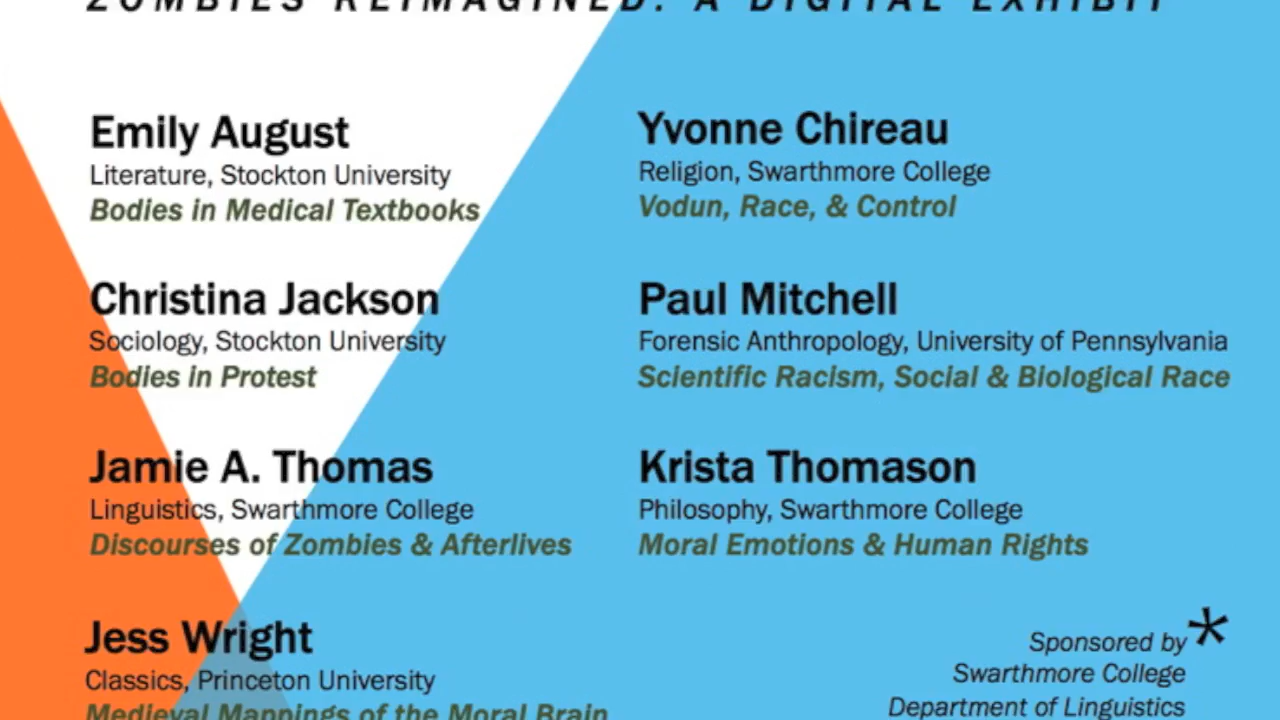 ZOMBIES REIMAGINED: A DIGITAL EXHIBIT
Emily August
Literature, Stockton University
Bodies in Medical Textbooks
Christina Jackson
Sociology, Stockton University
Bodies in Protest
Jamie A. Thomas
Linguistics, Swarthmore College
Discourses of Zombies & Afterlives
Jess Wright
Classics, Princeton University
Medieval Mappings of the Moral Brain
Yvonne Chireau
Religion, Swarthmore College
Vodun, Race, & Control
Paul Mitchell
Forensic Anthropology, University of Pennsylvania
Scientific Racism, Social & Biological Race
Krista Thomason
Philosophy, Swarthmore College
Moral Emotions & Human Rights
Sponsored by *
Swarthmore College
Department of Linguistics